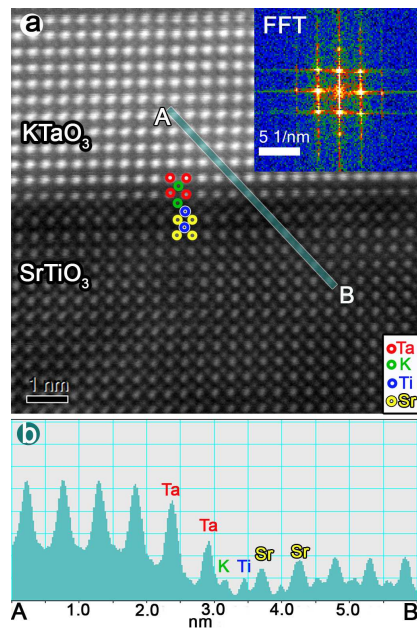 a
FFT
5 1/nm
A
KTaO3
SrTiO3
B
Ta
K
Ti
Sr
1 nm
b
Ta
Ta
K
Ti
Sr
Sr
A
1.0
2.0
3.0
4.0
5.0
B
nm